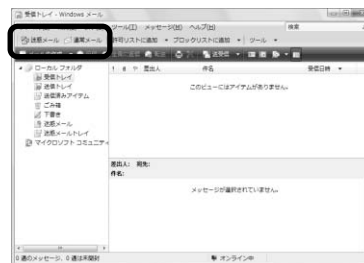 受信トレイ - Windows メール
ツール(T) メッセージ(M) ヘルプ(H) 検索
迷惑メール 通常メール 許可リストに追加 ブロックリストに追加 ツール
送受信
ローカル フォルダ
受信トレイ
送信トレイ
送信済みアイテム
ごみ箱
下書き
迷惑メール
迷惑メールトレイ
マイクロソフト コミュニティ
! 差出人 件名 受信日時
このビューにはアイテムがありません。
差出人: 宛先:
件名:
メッセージが選択されていません。
0 通のメッセージ、0 通は未開封 オンライン中